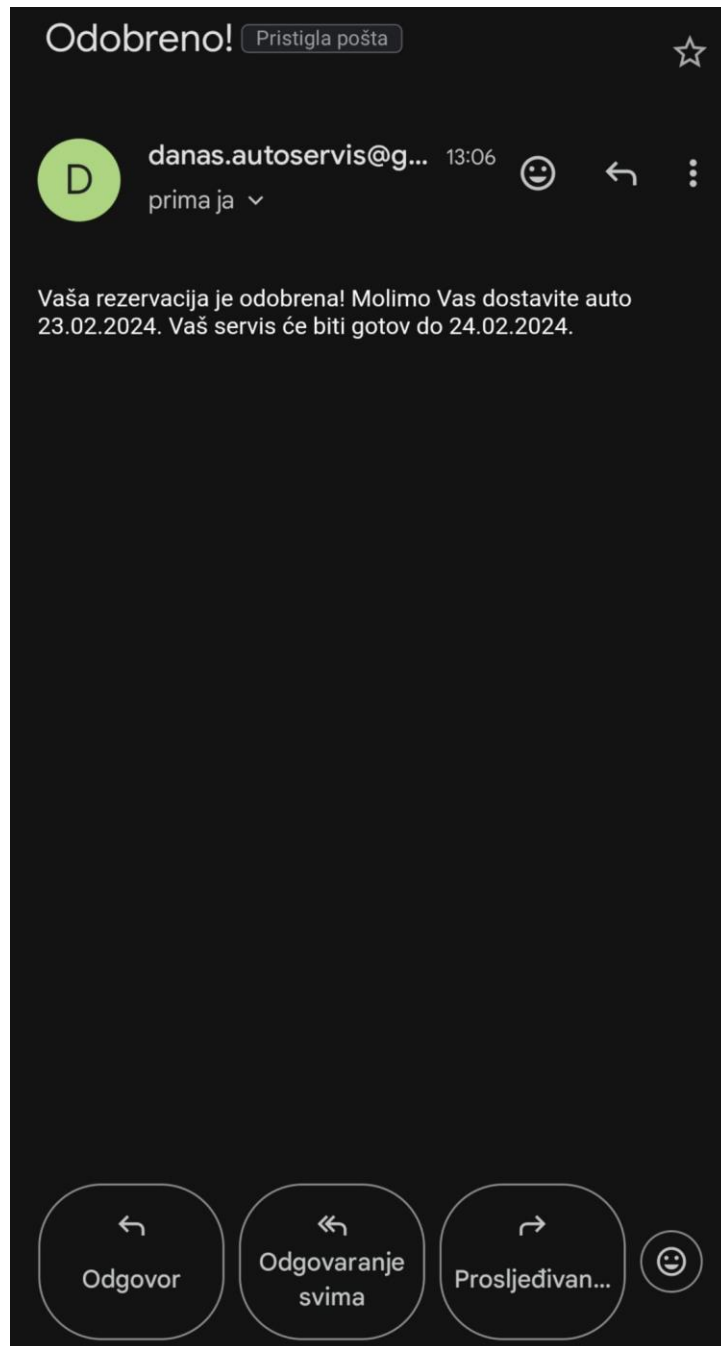 Odobreno! Pristigla pošta
D
danas.autoservis@g... 13:06
prima ja
Vaša rezervacija je odobrena! Molimo Vas dostavite auto
23.02.2024. Vaš servis će biti gotov do 24.02.2024.
Odgovor
Odgovaranje
svima
Prosljeđivan...